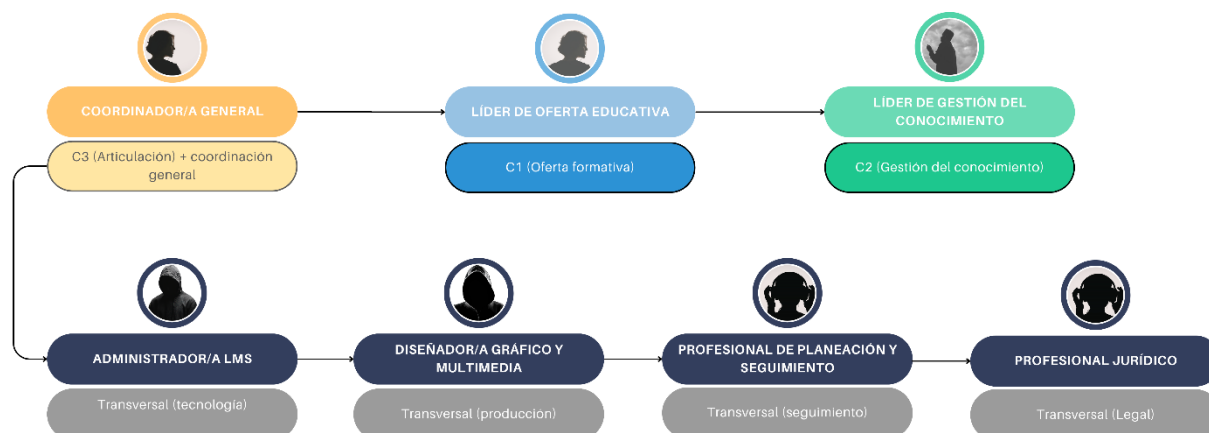 COORDINADOR/A GENERAL
LÍDER DE OFERTA EDUCATIVA
LÍDER DE GESTIÓN DEL
CONOCIMIENTO
C3 (Articulación) + coordinación
general
C1 (Oferta formativa)
C2 (Gestión del conocimiento)
ADMINISTRADOR/A LMS
DISEÑADOR/A GRÁFICO Y
MULTIMEDIA
PROFESIONAL DE PLANEACIÓN Y
SEGUIMIENTO
PROFESIONAL JURÍDICO
Transversal (tecnología)
Transversal (producción)
Transversal (seguimiento)
Transversal (Legal)